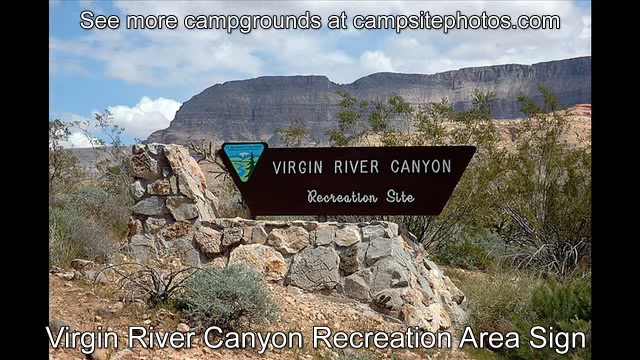 See more campgrounds at campsitephotos.com
VIRGIN RIVER CANYON
Recreation Site
Virgin River Canyon Recreation Area Sign